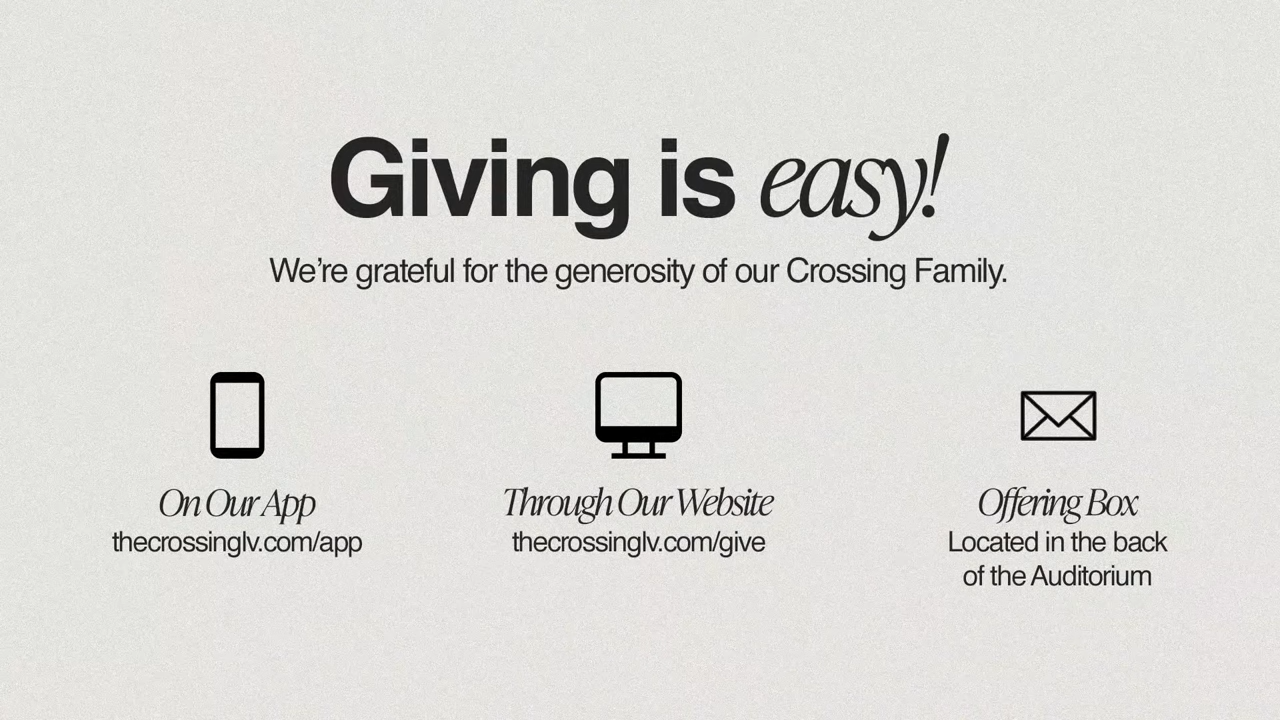 Giving is easy!
We’re grateful for the generosity of our Crossing Family.
On Our App
thecrossinglv.com/app
Through Our Website
thecrossinglv.com/give
Offering Box
Located in the back
of the Auditorium